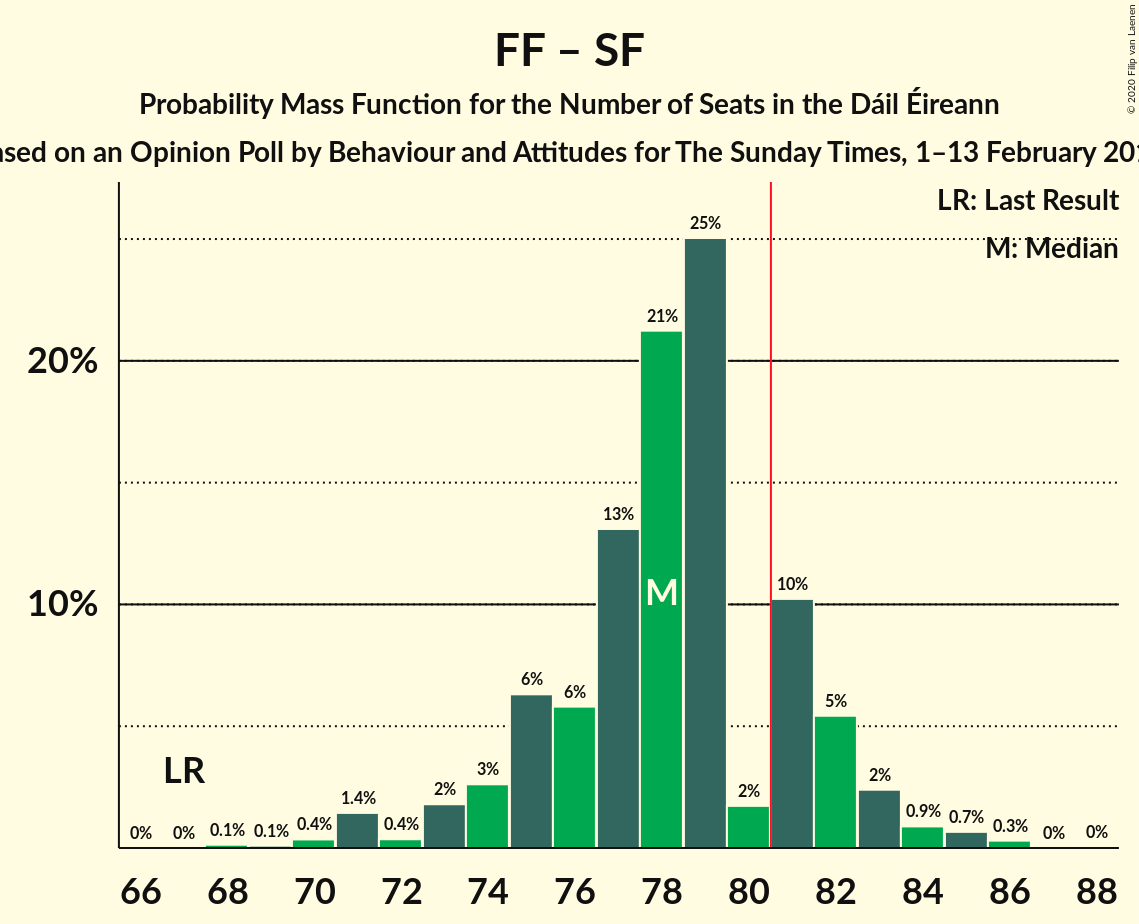 FF – SF
Probability Mass Function for the Number of Seats in the Dáil Éireann
on an Opinion Poll by Behaviour and Attitudes for The Sunday Times, 1–13 February
© 2020 Filip van Laenen
LR: Last Result
M: Median
25%
21%
20%
13%
10%
10%
M
6%
6%
5%
LR
3%
2%
2%
2%
1.4%
0.9%
0.7%
0.4%
0.4%
0.3%
0.1%
0.1%
0%
0%
0%
0%
66 68 70 72 74 76 78 80 82 84 86 88